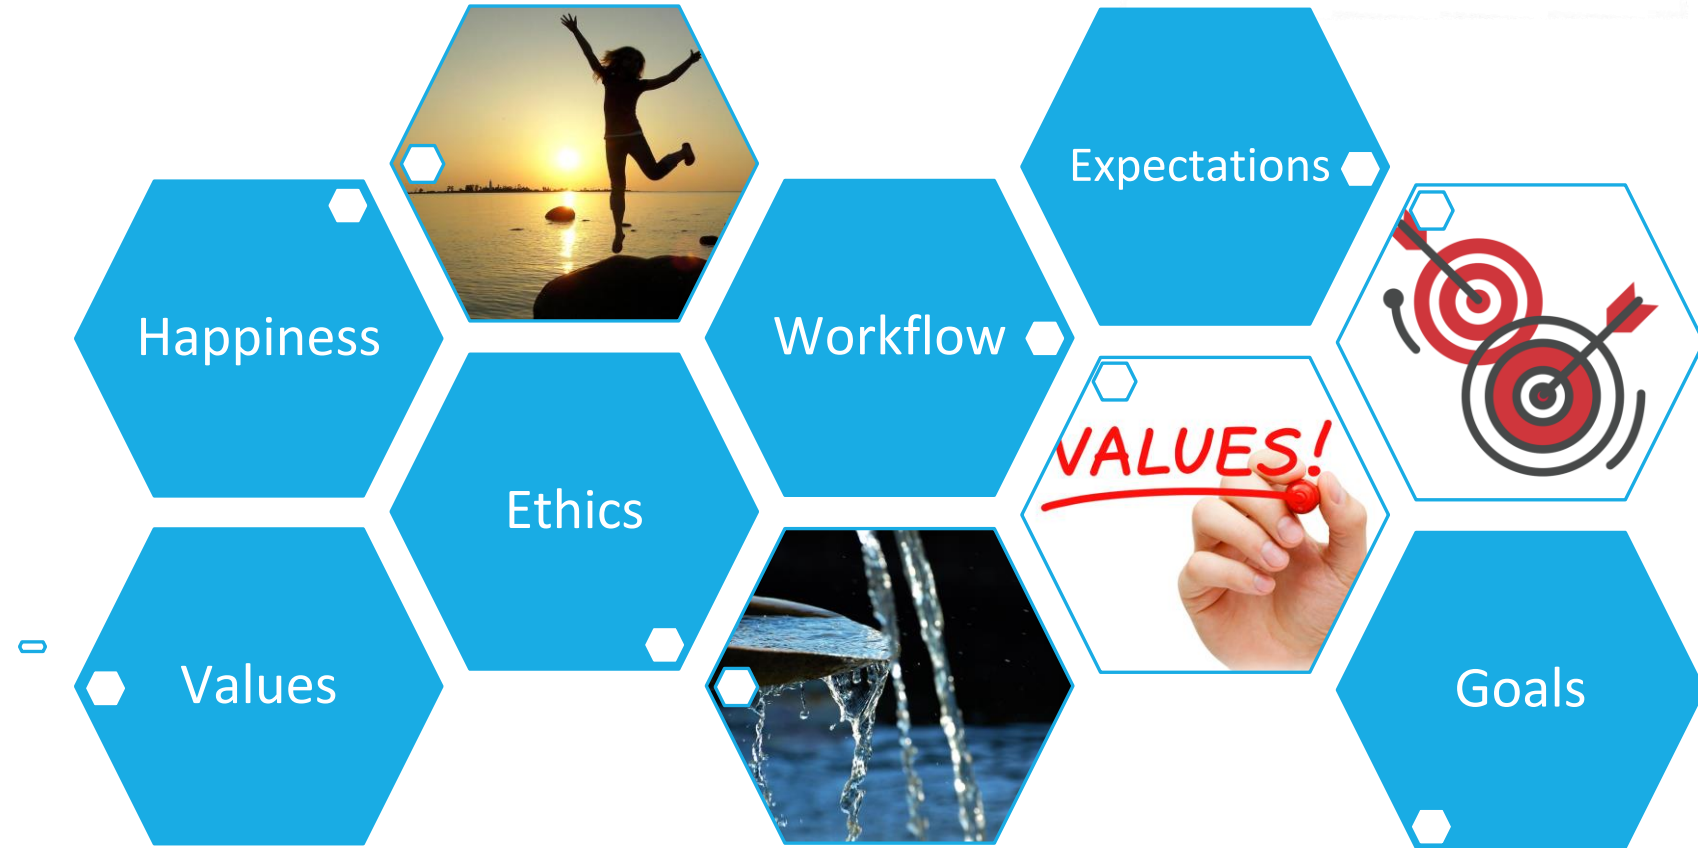 Expectations
Happiness
Workflow
VALUES!
Ethics
Values
Goals